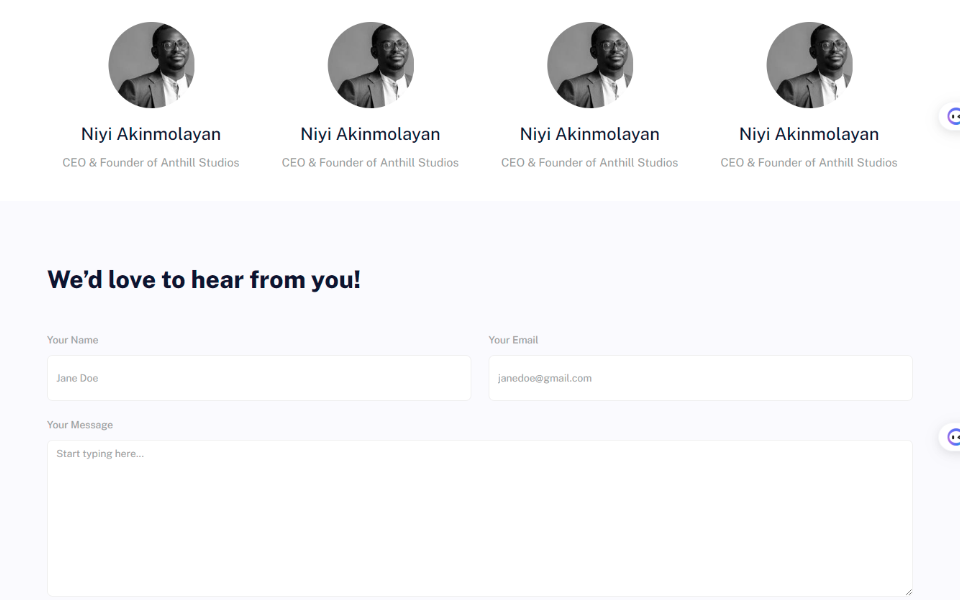 Niyi Akinmolayan Niyi Akinmolayan Niyi Akinmolayan Niyi Akinmolayan
CEO & Founder of Anthill Studios CEO & Founder of Anthill Studios CEO & Founder of Anthill Studios CEO & Founder of Anthill Studios
We’d love to hear from you!
Your Name Your Email
Jane Doe janedoe@gmail.com
Your Message
Start typing here...